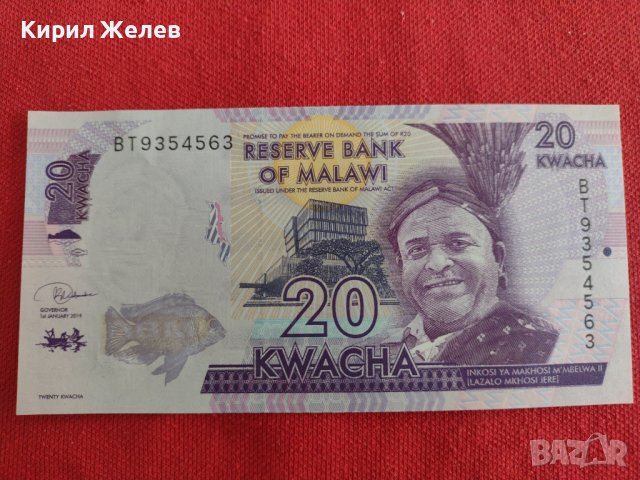 Кирил Желев
BT9354563
PROMISE TO PAY THE BEARER ON DEMAND THE SUM OF K20
RESERVE BANK
OF MALAWI
ISSUED UNDER THE RESERVE BANK OF MALAWI ACT
20
KWACHA
20
KWACHA
BT9354563
GOVERNOR
1st JANUARY 2019
20
KWACHA
TWENTY KWACHA
INKOSI YA MAKHOSI M'MBELWA II
(LAZALO MKHOSI JERE)
BAZAR